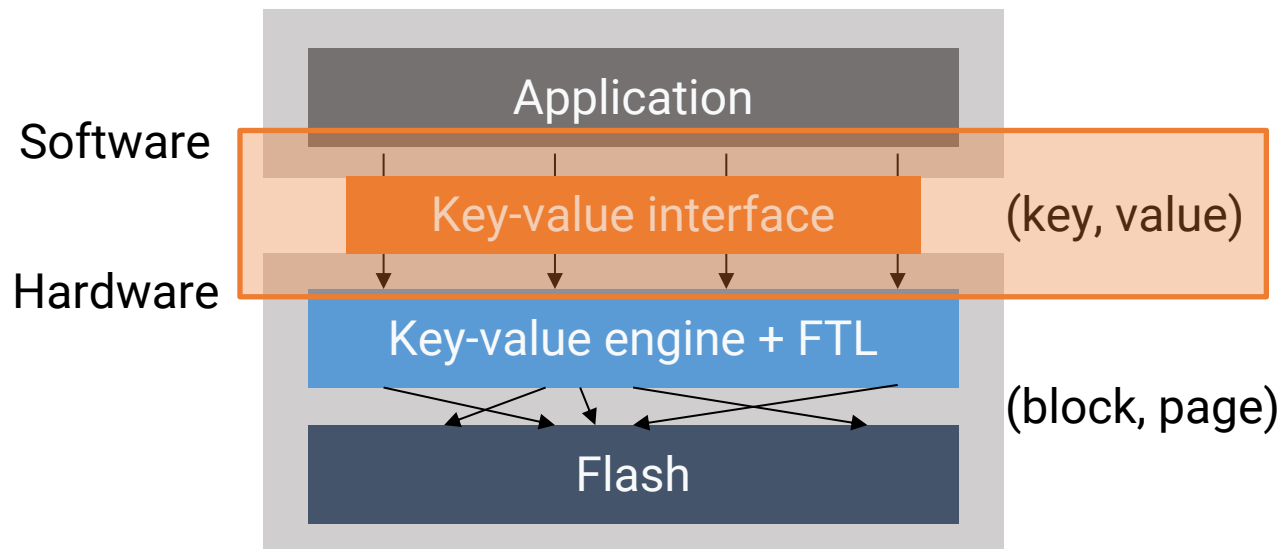 Application
Software
Key-value interface
(key, value)
Hardware
Key-value engine + FTL
(block, page)
Flash